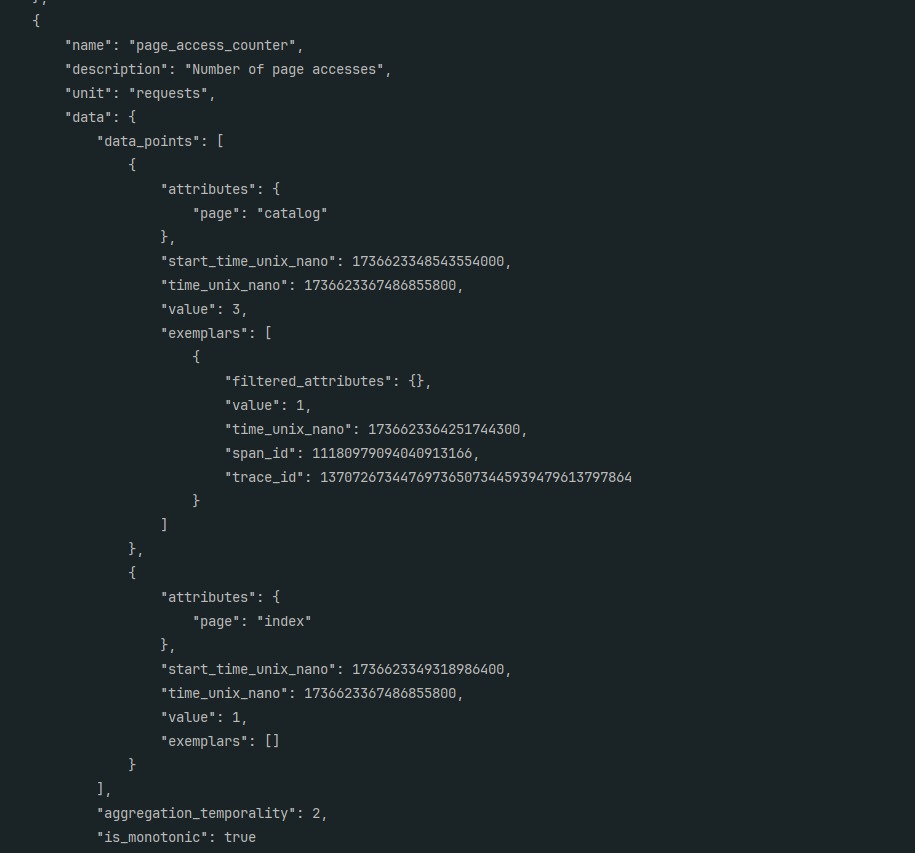 },
{
"name": "page_access_counter",
"description": "Number of page accesses",
"unit": "requests",
"data": {
"data_points": [
{
"attributes": {
"page": "catalog"
},
"start_time_unix_nano": 1736623348543554000,
"time_unix_nano": 1736623367486855800,
"value": 3,
"exemplars": [
{
"filtered_attributes": {},
"value": 1,
"time_unix_nano": 1736623364251744300,
"span_id": 11180979094040913166,
"trace_id": 137072673447697365073445939479613797864
}
]
},
{
"attributes": {
"page": "index"
},
"start_time_unix_nano": 1736623349318986400,
"time_unix_nano": 1736623367486855800,
"value": 1,
"exemplars": []
}
],
"aggregation_temporality": 2,
"is_monotonic": true